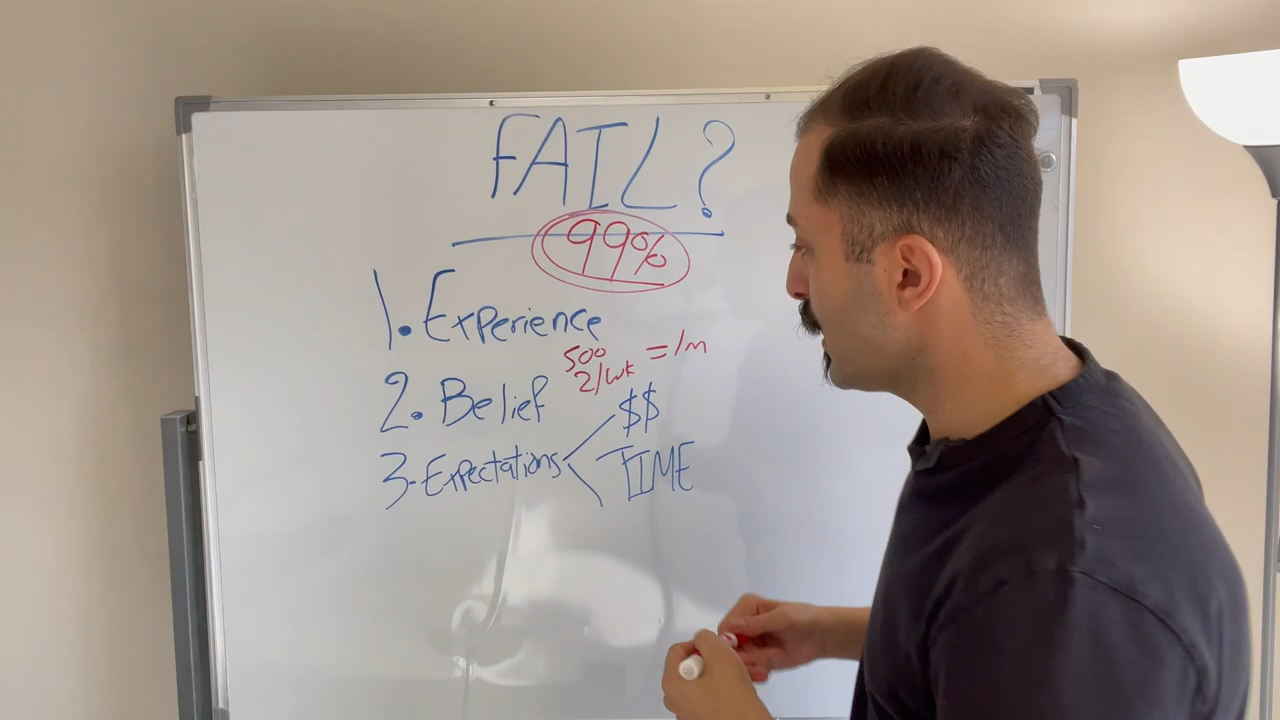 FAIL?
99%
1. Experience
500
2/wk = 1m
2. Belief
$$
3. Expectations
TIME